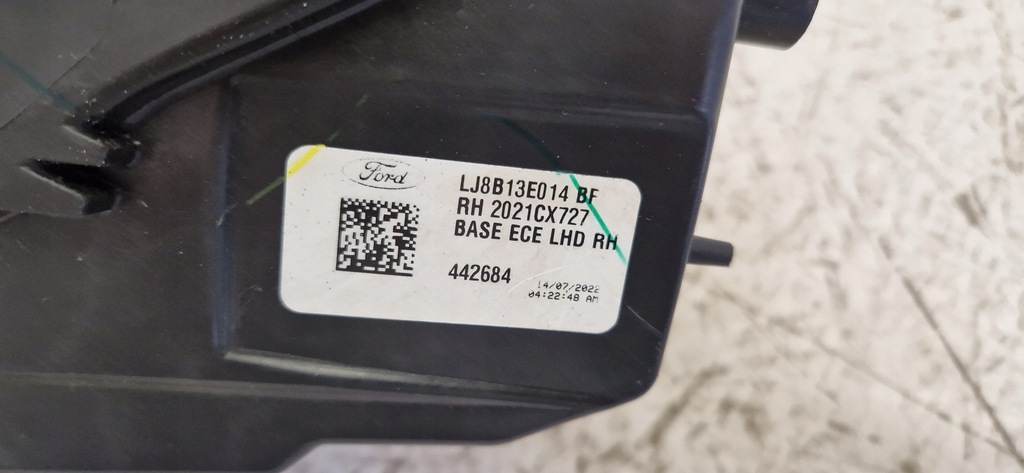 Ford
LJ8B13E014 BF
RH 2021CX727
BASE ECE LHD RH
442684
14/07/2022
04:22:48 AM